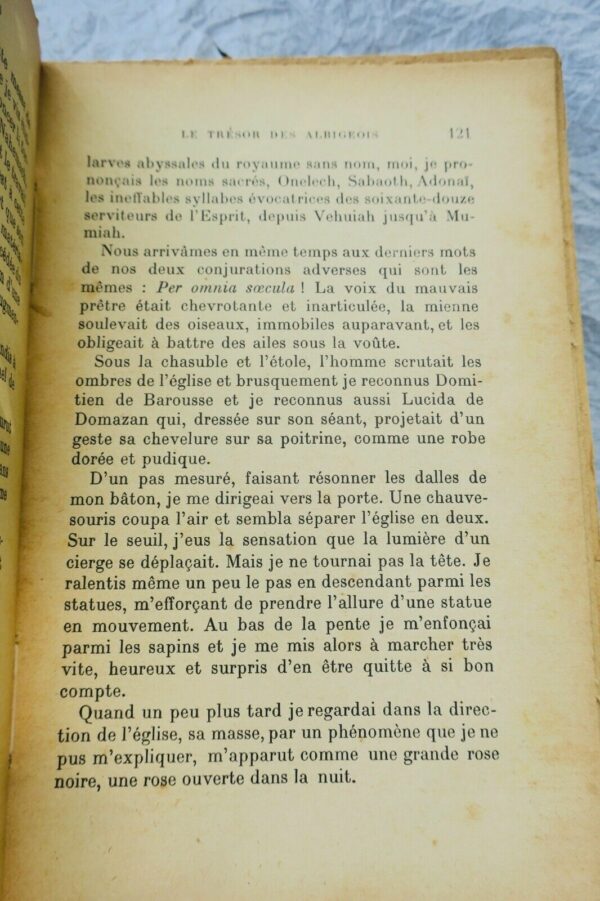 LE TRÉSOR DES ALBIGEOIS 121
larves abyssales du royaume sans nom, moi, je pro-
nonçais les noms sacrés, Onelech, Sabaoth, Adonaï,
les ineffables syllabes évocatrices des soixante-douze
serviteurs de l'Esprit, depuis Vehuiah jusqu'à Mu-
miah.
Nous arrivâmes en même temps aux derniers mots
de nos deux conjurations adverses qui sont les
mêmes : Per omnia sœcula ! La voix du mauvais
prêtre était chevrotante et inarticulée, la mienne
soulevait des oiseaux, immobiles auparavant, et les
obligeait à battre des ailes sous la voûte.
Sous la chasuble et l'étole, l'homme scrutait les
ombres de l'église et brusquement je reconnus Domi-
tien de Barousse et je reconnus aussi Lucida de
Domazan qui, dressée sur son séant, projetait d'un
geste sa chevelure sur sa poitrine, comme une robe
dorée et pudique.
D'un pas mesuré, faisant résonner les dalles de
mon bâton, je me dirigeai vers la porte. Une chauve-
souris coupa l'air et sembla séparer l'église en deux.
Sur le seuil, j'eus la sensation que la lumière d'un
cierge se déplaçait. Mais je ne tournai pas la tête. Je
ralentis même un peu le pas en descendant parmi les
statues, m'efforçant de prendre l'allure d'une statue
en mouvement. Au bas de la pente je m'enfonçai
parmi les sapins et je me mis alors à marcher très
vite, heureux et surpris d'en être quitte à si bon
compte.
Quand un peu plus tard je regardai dans la direc-
tion de l'église, sa masse, par un phénomène que je ne
pus m'expliquer, m'apparut comme une grande rose
noire, une rose ouverte dans la nuit.